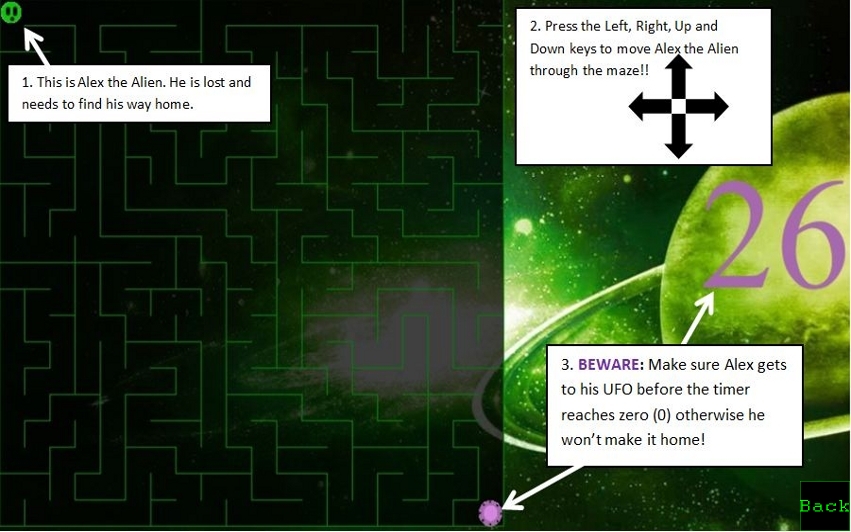 1. This is Alex the Alien. He is lost and
needs to find his way home.
2. Press the Left, Right, Up and
Down keys to move Alex the Alien
through the maze!!
26
3. BEWARE: Make sure Alex gets
to his UFO before the timer
reaches zero (0) otherwise he
won’t make it home!
Back